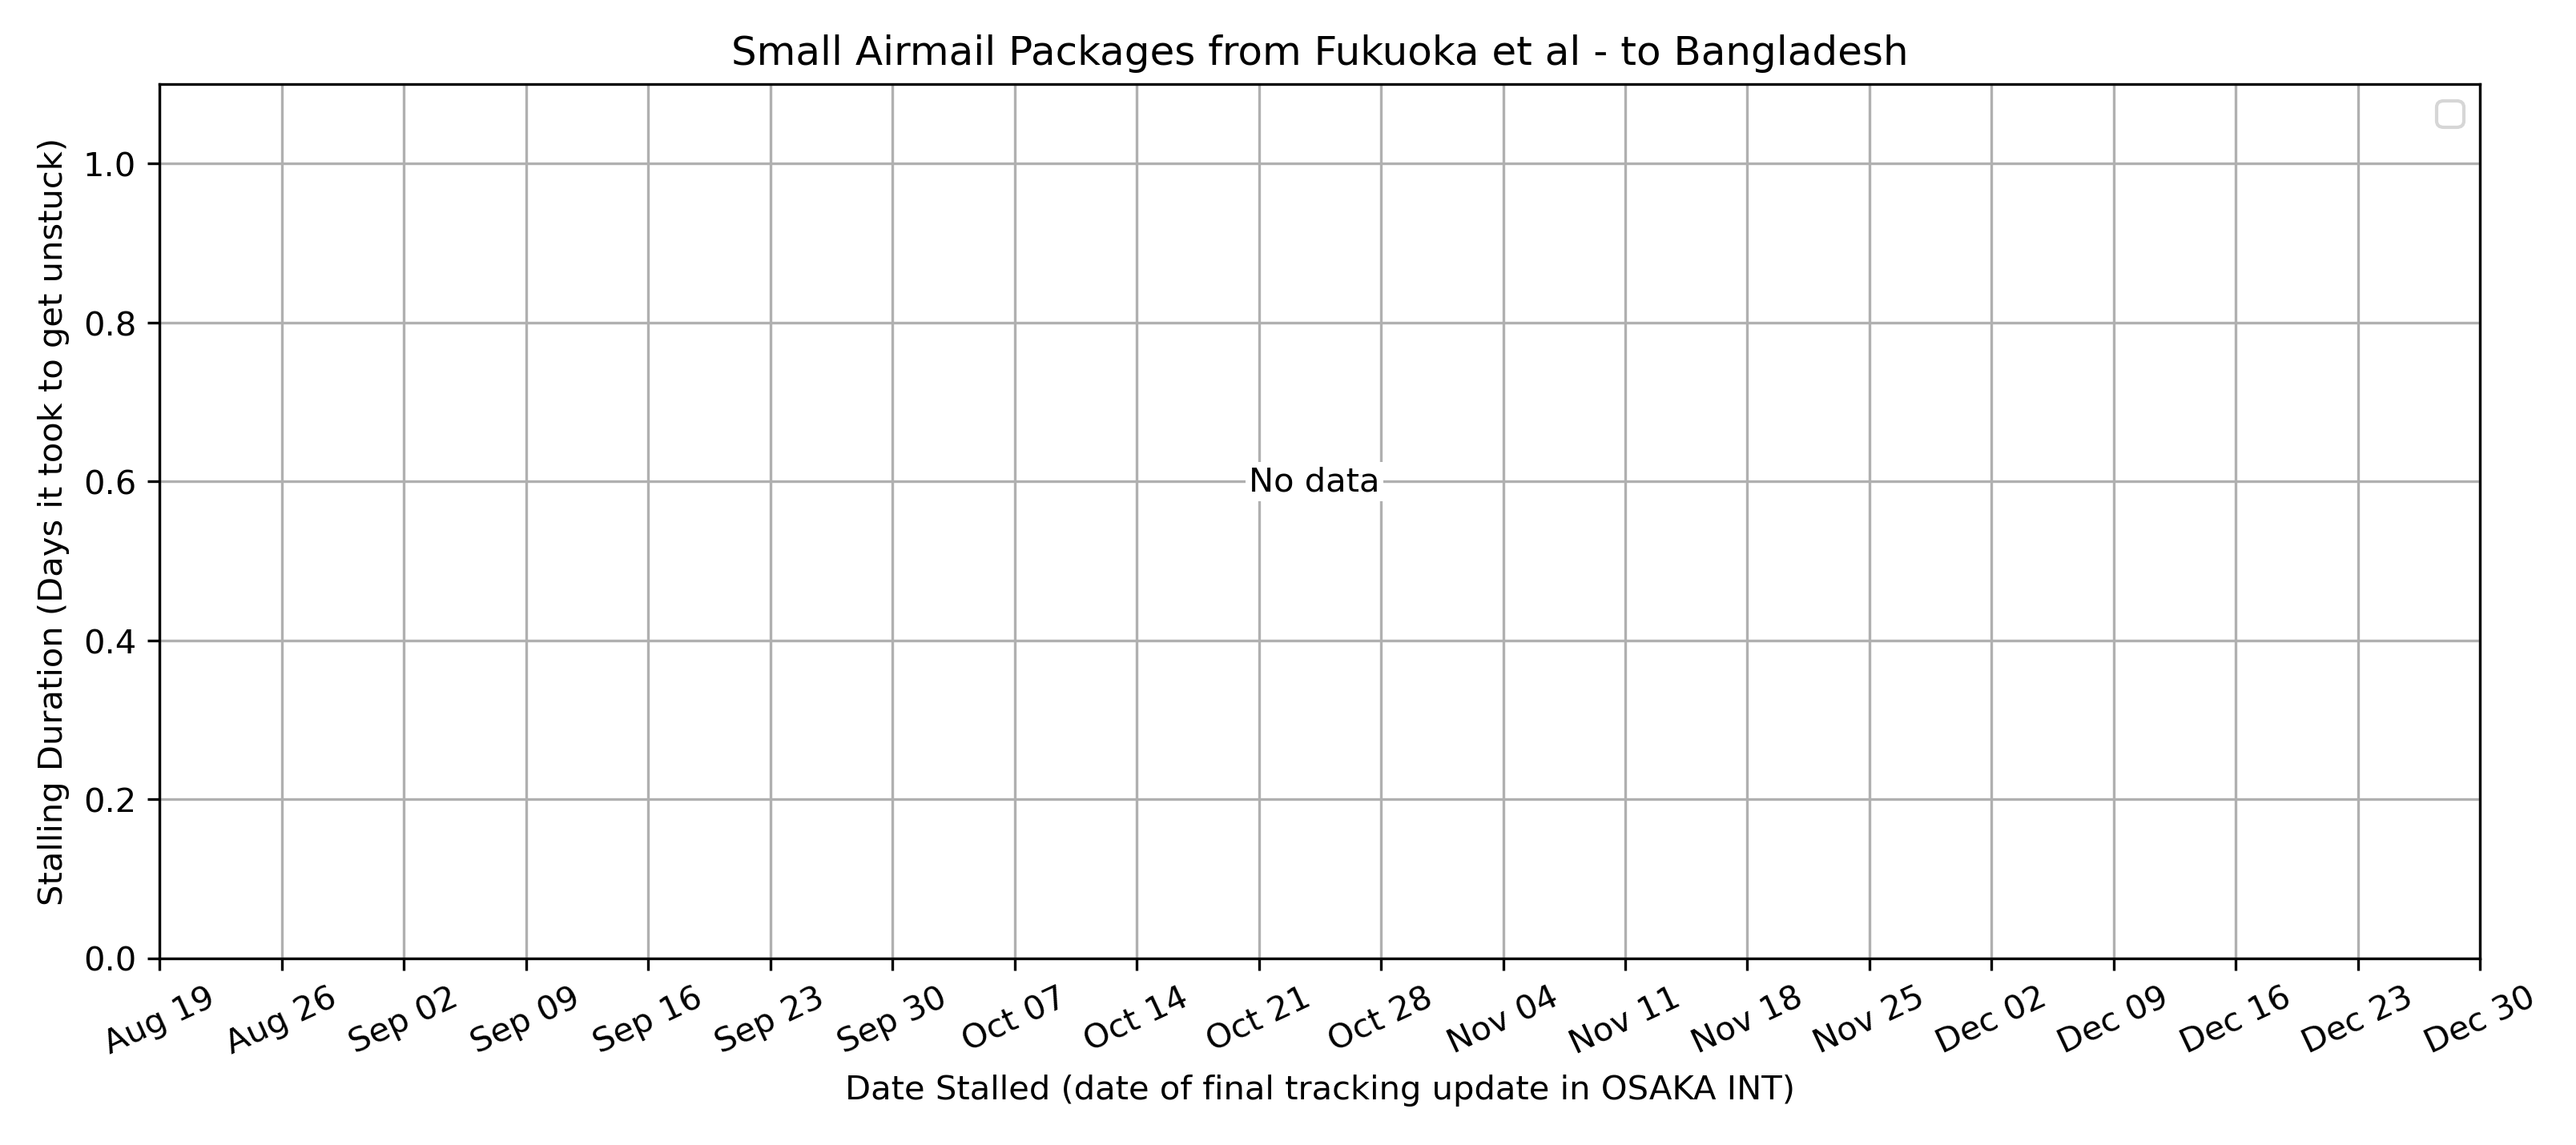 Small Airmail Packages from Fukuoka et al - to Bangladesh
Stalling Duration (Days it took to get unstuck)
1.0
0.8
0.6
0.4
0.2
0.0
No data
Aug 19
Aug 26
Sep 02
Sep 09
Sep 16
Sep 23
Sep 30
Oct 07
Oct 14
Oct 21
Oct 28
Nov 04
Nov 11
Nov 18
Nov 25
Dec 02
Dec 09
Dec 16
Dec 23
Dec 30
Date Stalled (date of final tracking update in OSAKA INT)